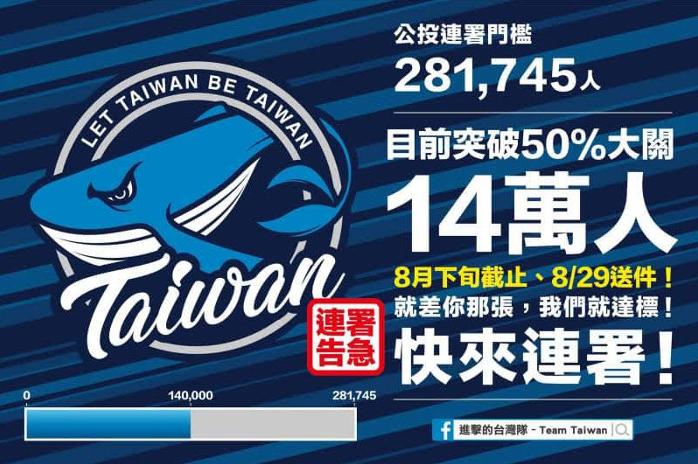 LET TAIWAN BE TAIWAN
Taiwan
連署
告急
0 140,000 281,745
公投連署門檻
281,745人
目前突破50%大關
14萬人
8月下旬截止、8/29送件！
就差你那張，我們就達標！
快來連署！
進擊的台灣隊 - Team Taiwan